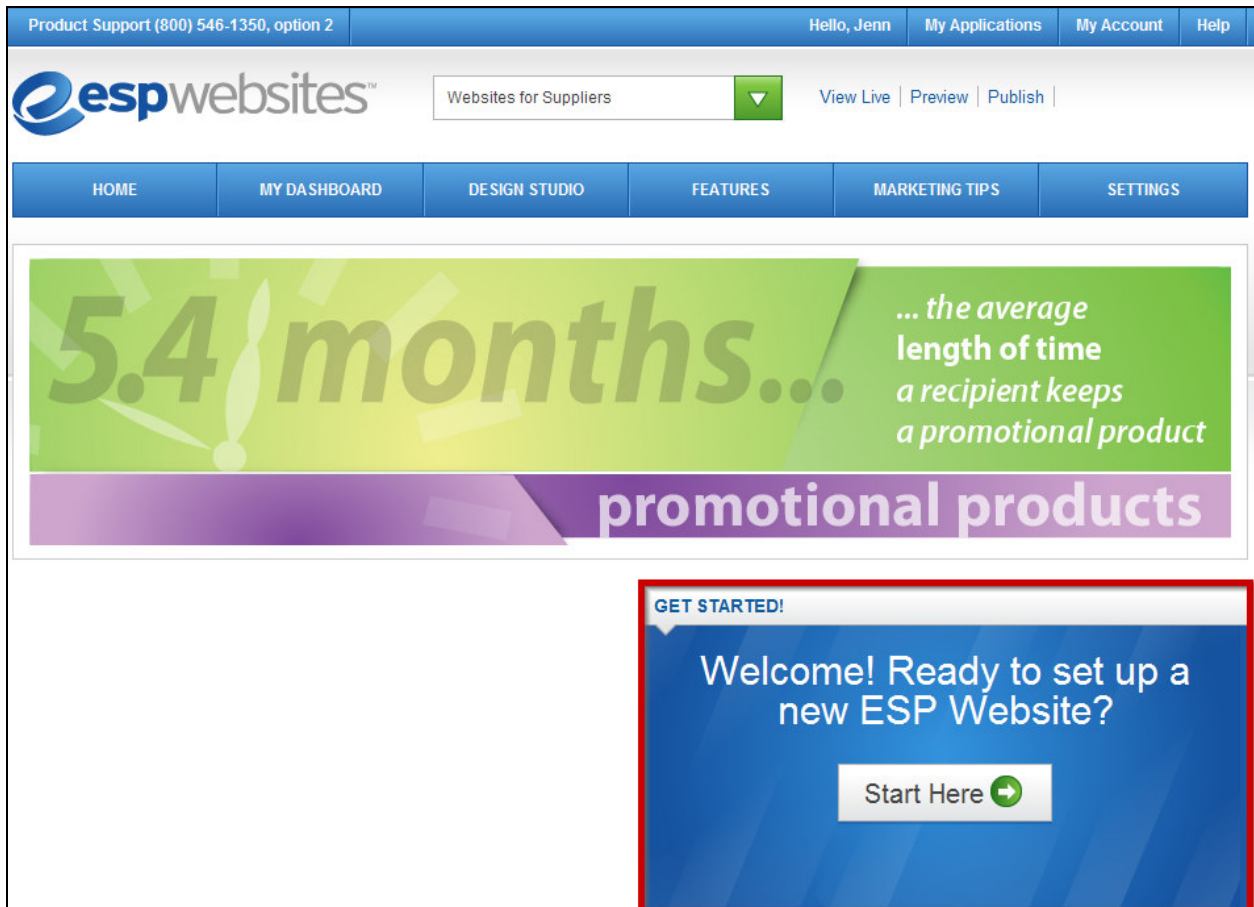 Product Support (800) 546-1350, option 2 Hello, Jenn My Applications My Account Help
espwebsites™ Websites for Suppliers View Live | Preview | Publish |
HOME MY DASHBOARD DESIGN STUDIO FEATURES MARKETING TIPS SETTINGS
5.4 months...
... the average
length of time
a recipient keeps
a promotional product
promotional products
GET STARTED!
Welcome! Ready to set up a
new ESP Website?
Start Here